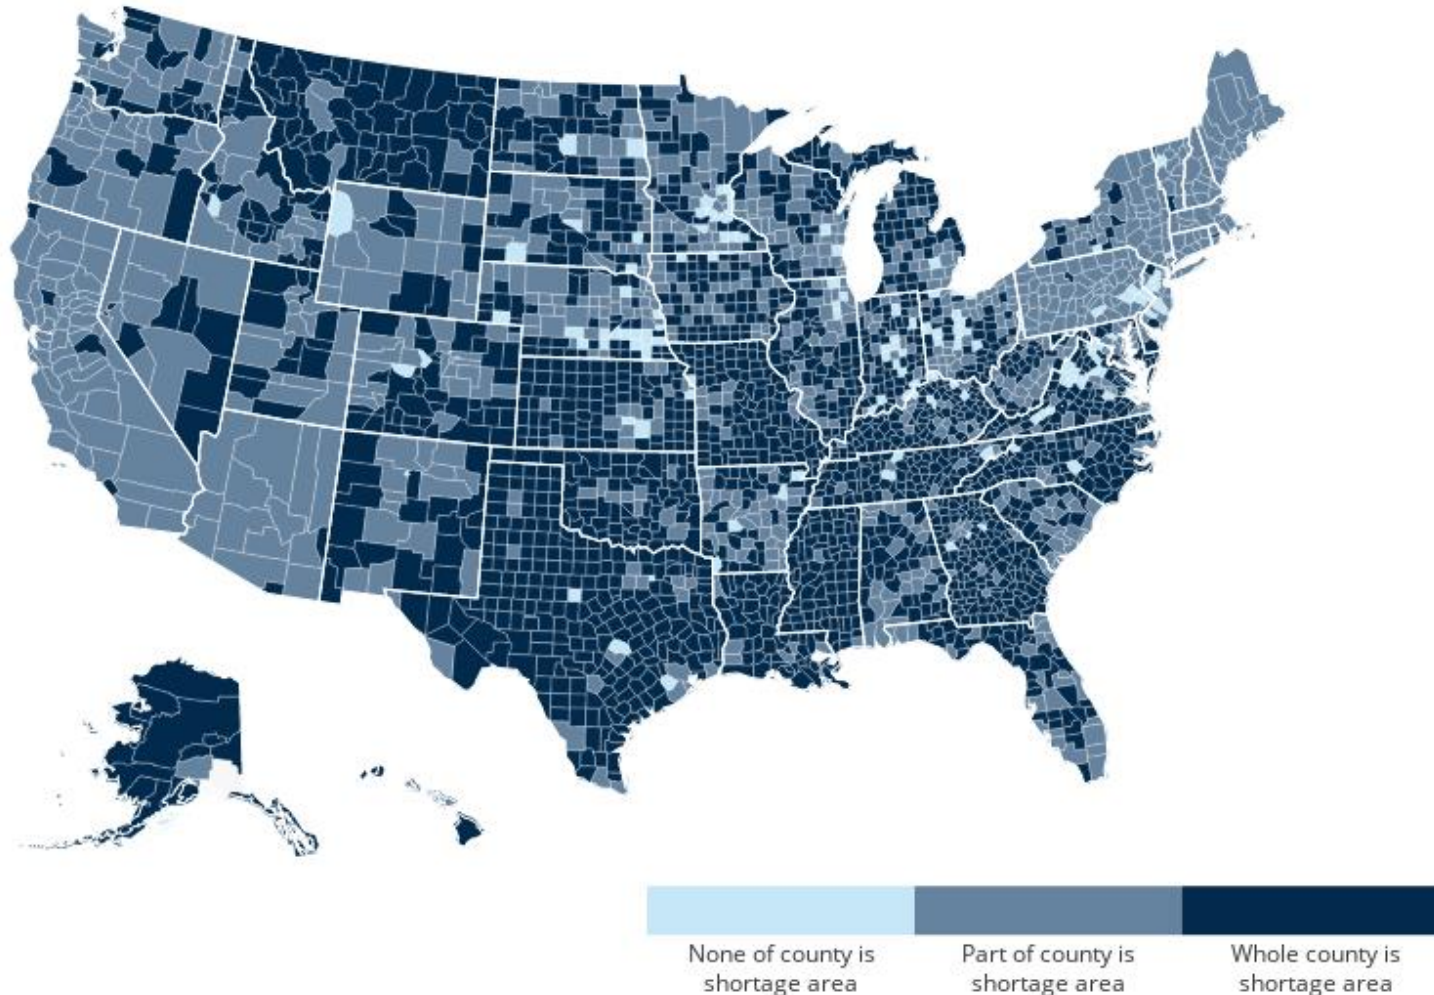 None of county is
shortage area
Part of county is
shortage area
Whole county is
shortage area